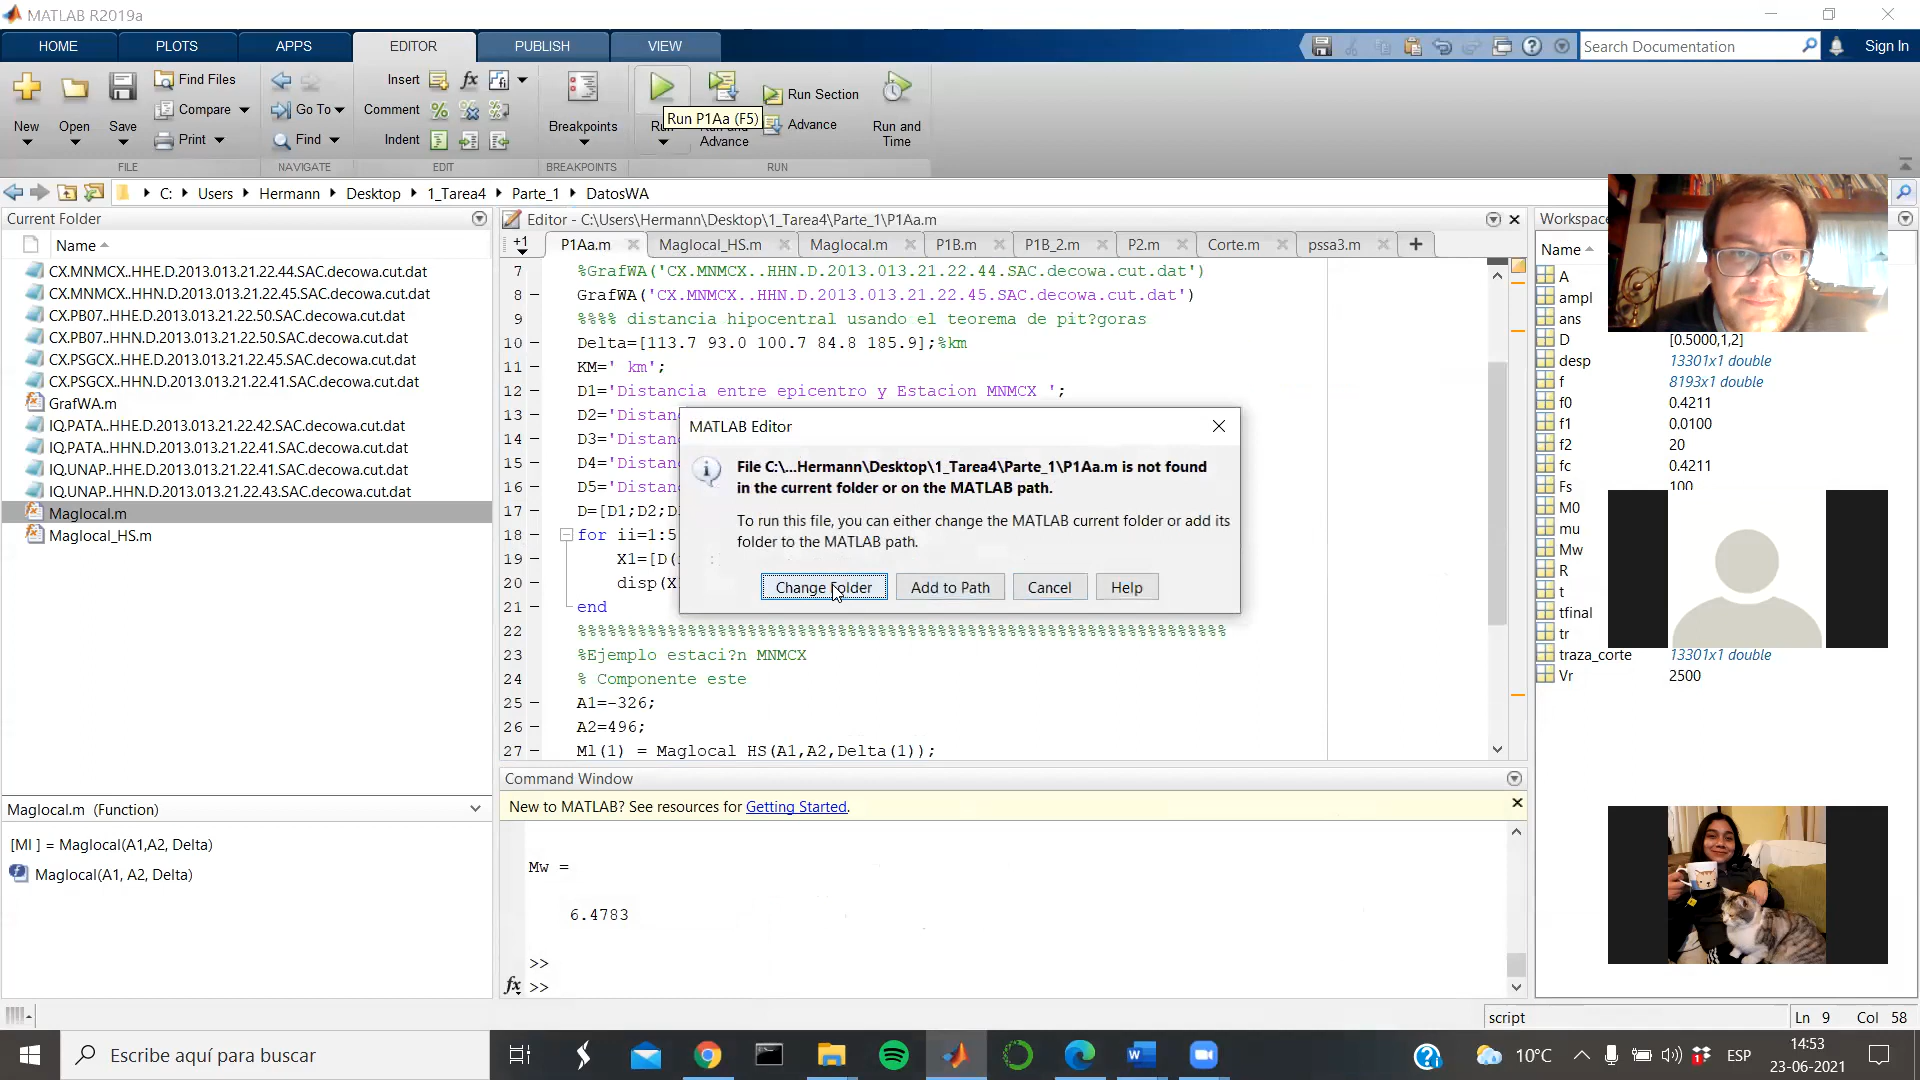 MATLAB R2019a
HOME PLOTS APPS EDITOR PUBLISH VIEW
Search Documentation
Sign In
New Open Save
Find Files
Compare
Print
Go To
Find
Insert fx
Comment
Indent
Breakpoints
Run
Run P1Aa (F5)
Run and Advance
Run Section
Advance
Run and Time
FILE NAVIGATE EDIT BREAKPOINTS RUN
C: Users Hermann Desktop 1_Tarea4 Parte_1 DatosWA
Current Folder
Name
CX.MNMCX..HHE.D.2013.013.21.22.44.SAC.decowa.cut.dat
CX.MNMCX..HHN.D.2013.013.21.22.45.SAC.decowa.cut.dat
CX.PB07..HHE.D.2013.013.21.22.50.SAC.decowa.cut.dat
CX.PB07..HHN.D.2013.013.21.22.50.SAC.decowa.cut.dat
CX.PSGCX..HHE.D.2013.013.21.22.45.SAC.decowa.cut.dat
CX.PSGCX..HHN.D.2013.013.21.22.41.SAC.decowa.cut.dat
GrafWA.m
IQ.PATA..HHE.D.2013.013.21.22.42.SAC.decowa.cut.dat
IQ.PATA..HHN.D.2013.013.21.22.41.SAC.decowa.cut.dat
IQ.UNAP..HHE.D.2013.013.21.22.41.SAC.decowa.cut.dat
IQ.UNAP..HHN.D.2013.013.21.22.43.SAC.decowa.cut.dat
Maglocal.m
Maglocal_HS.m
Maglocal.m (Function)
[Ml ] = Maglocal(A1,A2, Delta)
Maglocal(A1, A2, Delta)
Editor - C:\Users\Hermann\Desktop\1_Tarea4\Parte_1\P1Aa.m
+1 P1Aa.m Maglocal_HS.m Maglocal.m P1B.m P1B_2.m P2.m Corte.m pssa3.m
7 %GrafWA('CX.MNMCX..HHN.D.2013.013.21.22.44.SAC.decowa.cut.dat')
8 GrafWA('CX.MNMCX..HHN.D.2013.013.21.22.45.SAC.decowa.cut.dat')
9 %%%% distancia hipocentral usando el teorema de pit?goras
10 Delta=[113.7 93.0 100.7 84.8 185.9];%km
11 KM=' km';
12 D1='Distancia entre epicentro y Estacion MNMCX ';
13 D2='Distan
14 D3='Distan
15 D4='Distan
16 D5='Distan
17 D=[D1;D2;D
18 for ii=1:5
19 X1=[D(
20 disp(X
21 end
22 %%%%%%%%%%%%%%%%%%%%%%%%%%%%%%%%%%%%%%%%%%%%%%%%%%%%%%%%%%%%%%%%%
23 %Ejemplo estaci?n MNMCX
24 % Componente este
25 A1=-326;
26 A2=496;
27 Ml(1) = Maglocal_HS(A1,A2,Delta(1));
MATLAB Editor
File C:\...Hermann\Desktop\1_Tarea4\Parte_1\P1Aa.m is not found
in the current folder or on the MATLAB path.
To run this file, you can either change the MATLAB current folder or add its
folder to the MATLAB path.
Change Folder Add to Path Cancel Help
Command Window
New to MATLAB? See resources for Getting Started.
Mw =
6.4783
>>
fx >>
Workspace
Name
A
ampl
ans
D [0.5000,1,2]
desp 13301x1 double
f 8193x1 double
f0 0.4211
f1 0.0100
f2 20
fc 0.4211
Fs 100
M0
mu
Mw
R
t
tfinal
tr
traza_corte 13301x1 double
Vr 2500
script Ln 9 Col 58
Escribe aquí para buscar
10°C
ESP
14:53
23-06-2021